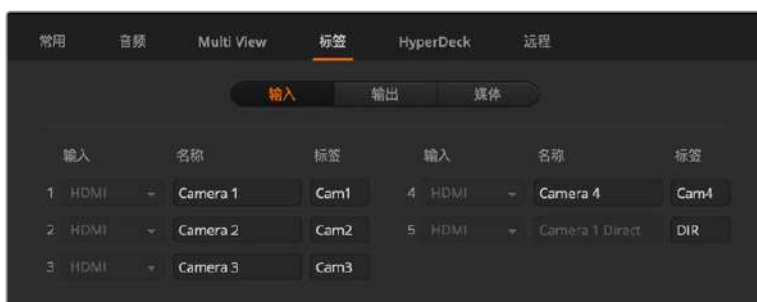 常用 音频 Multi View 标签 HyperDeck 远程
输入 输出 媒体
输入 名称 标签 输入 名称 标签
1 HDMI Camera 1 Cam1 4 HDMI Camera 4 Cam4
2 HDMI Camera 2 Cam2 5 HDMI Camera 1 Direct DIR
3 HDMI Camera 3 Cam3